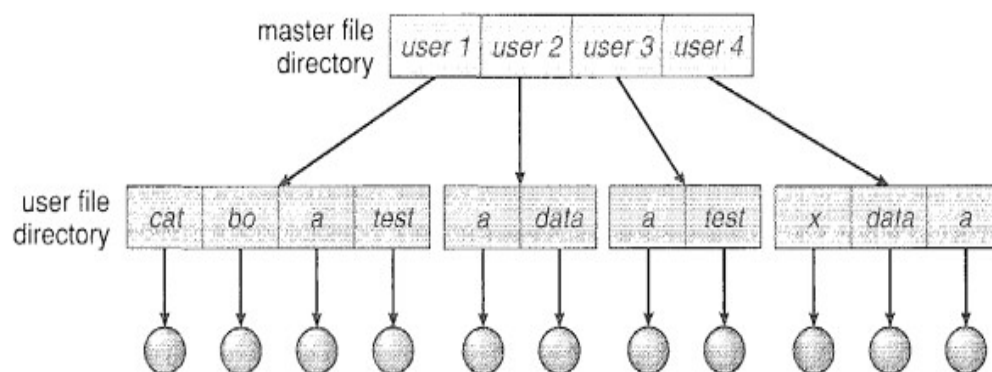 master file
directory
user 1 user 2 user 3 user 4
user file
directory
cat bo a test a data a test x data a